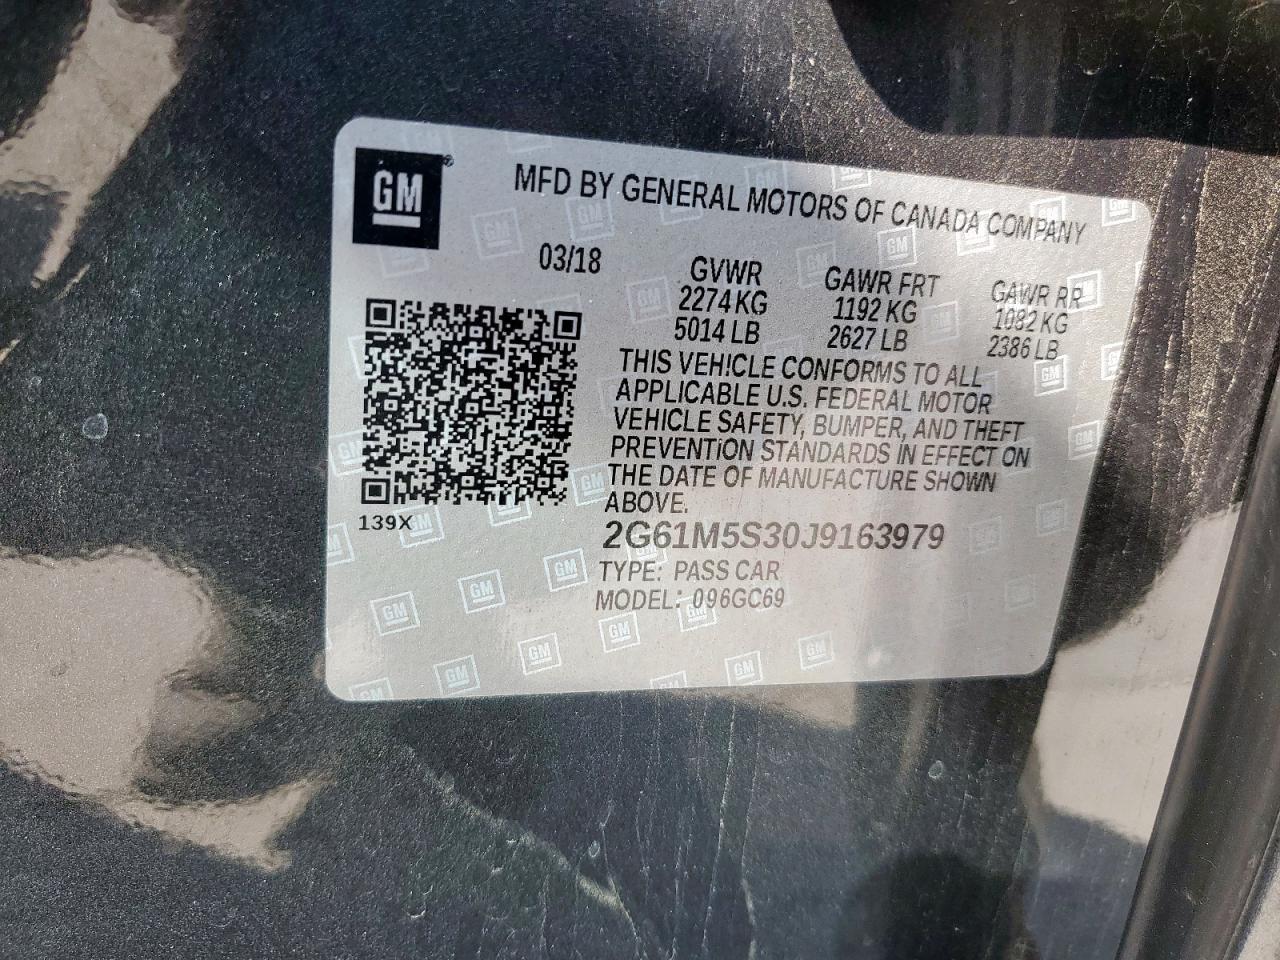 GM®
MFD BY GENERAL MOTORS OF CANADA COMPANY
03/18
GVWR GAWR FRT GAWR RR
2274 KG 1192 KG 1082 KG
5014 LB 2627 LB 2386 LB
THIS VEHICLE CONFORMS TO ALL
APPLICABLE U.S. FEDERAL MOTOR
VEHICLE SAFETY, BUMPER, AND THEFT
PREVENTION STANDARDS IN EFFECT ON
THE DATE OF MANUFACTURE SHOWN
ABOVE.
139X
2G61M5S30J9163979
TYPE: PASS CAR
MODEL: 096GC69